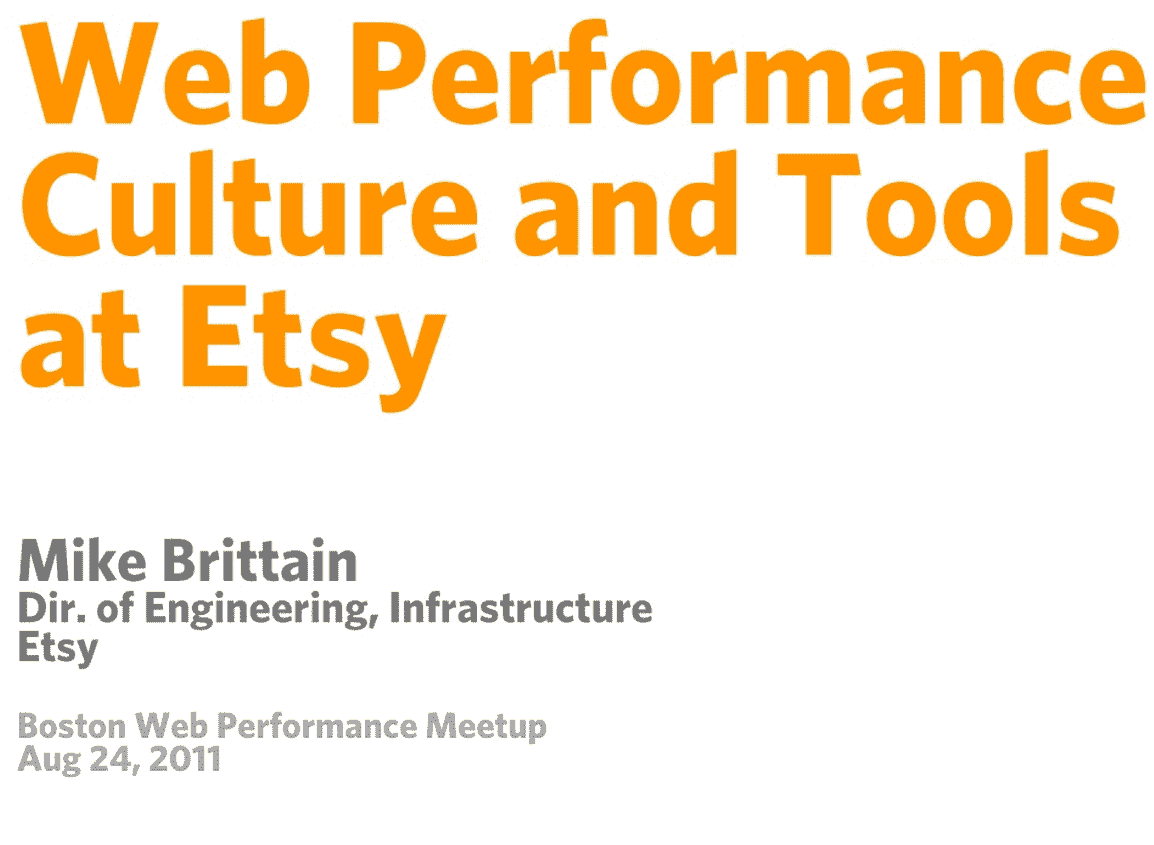 Web Performance
Culture and Tools
at Etsy
Mike Brittain
Dir. of Engineering, Infrastructure
Etsy
Boston Web Performance Meetup
Aug 24, 2011